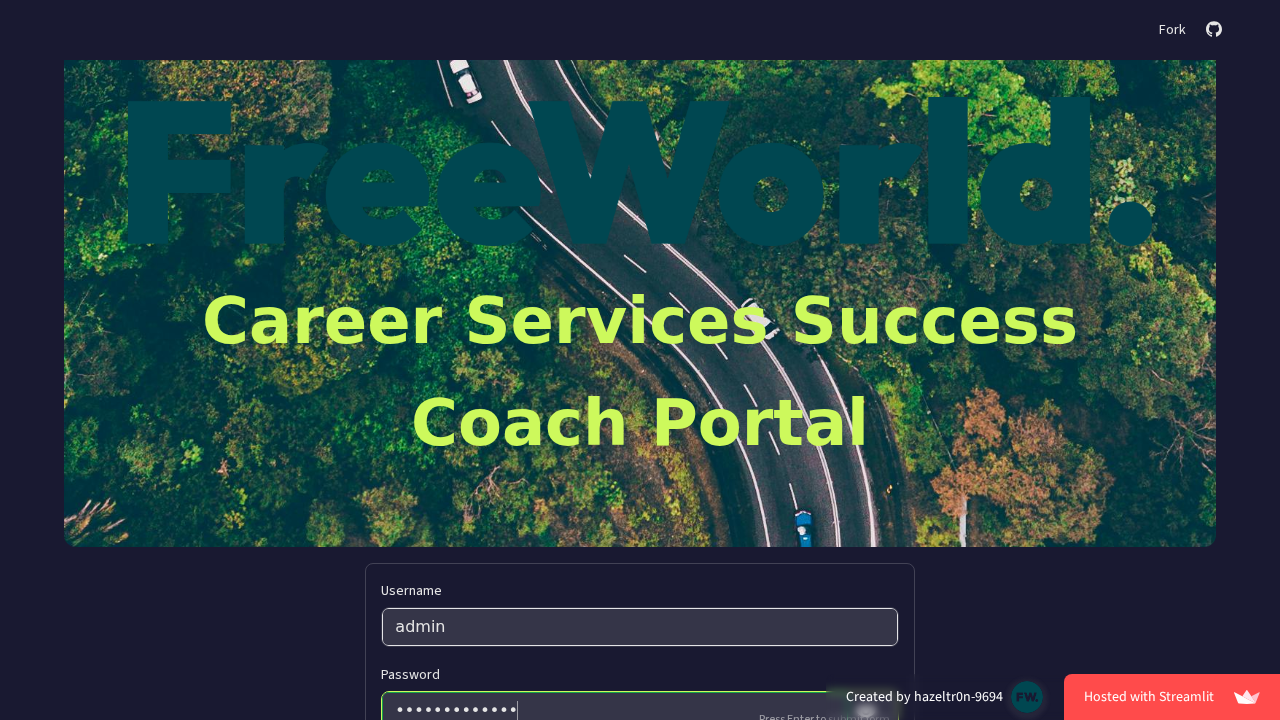 Fork
FreeWorld.
Career Services Success
Coach Portal
Username
admin
Password
•••••••••••••
Press Enter to submit form
Created by hazeltr0n-9694
FW.
Hosted with Streamlit